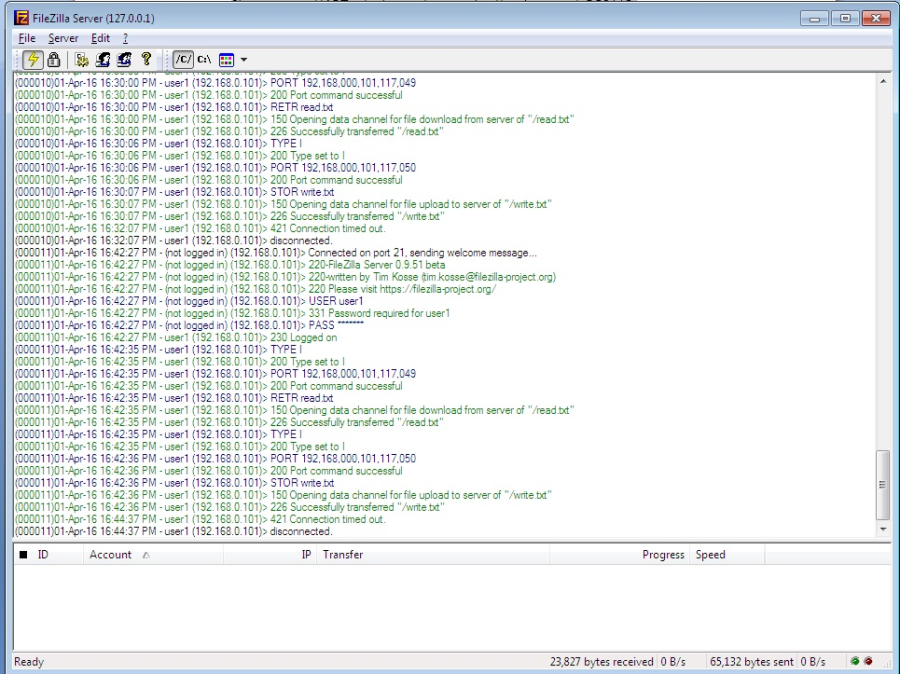 FileZilla Server (127.0.0.1)
File Server Edit ?
/C/ C:\
(000010)01-Apr-16 16:30:00 PM - user1 (192.168.0.101)> PORT 192,168,000,101,117,049
(000010)01-Apr-16 16:30:00 PM - user1 (192.168.0.101)> 200 Port command successful
(000010)01-Apr-16 16:30:00 PM - user1 (192.168.0.101)> RETR read.txt
(000010)01-Apr-16 16:30:00 PM - user1 (192.168.0.101)> 150 Opening data channel for file download from server of "/read.txt"
(000010)01-Apr-16 16:30:00 PM - user1 (192.168.0.101)> 226 Successfully transferred "/read.txt"
(000010)01-Apr-16 16:30:06 PM - user1 (192.168.0.101)> TYPE I
(000010)01-Apr-16 16:30:06 PM - user1 (192.168.0.101)> 200 Type set to I
(000010)01-Apr-16 16:30:06 PM - user1 (192.168.0.101)> PORT 192,168,000,101,117,050
(000010)01-Apr-16 16:30:06 PM - user1 (192.168.0.101)> 200 Port command successful
(000010)01-Apr-16 16:30:07 PM - user1 (192.168.0.101)> STOR write.txt
(000010)01-Apr-16 16:30:07 PM - user1 (192.168.0.101)> 150 Opening data channel for file upload to server of "/write.txt"
(000010)01-Apr-16 16:30:07 PM - user1 (192.168.0.101)> 226 Successfully transferred "/write.txt"
(000010)01-Apr-16 16:32:07 PM - user1 (192.168.0.101)> 421 Connection timed out.
(000010)01-Apr-16 16:32:07 PM - user1 (192.168.0.101)> disconnected.
(000011)01-Apr-16 16:42:27 PM - (not logged in) (192.168.0.101)> Connected on port 21, sending welcome message...
(000011)01-Apr-16 16:42:27 PM - (not logged in) (192.168.0.101)> 220-FileZilla Server 0.9.51 beta
(000011)01-Apr-16 16:42:27 PM - (not logged in) (192.168.0.101)> 220-written by Tim Kosse (tim.kosse@filezilla-project.org)
(000011)01-Apr-16 16:42:27 PM - (not logged in) (192.168.0.101)> 220 Please visit https://filezilla-project.org/
(000011)01-Apr-16 16:42:27 PM - (not logged in) (192.168.0.101)> USER user1
(000011)01-Apr-16 16:42:27 PM - (not logged in) (192.168.0.101)> 331 Password required for user1
(000011)01-Apr-16 16:42:27 PM - (not logged in) (192.168.0.101)> PASS *******
(000011)01-Apr-16 16:42:27 PM - user1 (192.168.0.101)> 230 Logged on
(000011)01-Apr-16 16:42:35 PM - user1 (192.168.0.101)> TYPE I
(000011)01-Apr-16 16:42:35 PM - user1 (192.168.0.101)> 200 Type set to I
(000011)01-Apr-16 16:42:35 PM - user1 (192.168.0.101)> PORT 192,168,000,101,117,049
(000011)01-Apr-16 16:42:35 PM - user1 (192.168.0.101)> 200 Port command successful
(000011)01-Apr-16 16:42:35 PM - user1 (192.168.0.101)> RETR read.txt
(000011)01-Apr-16 16:42:35 PM - user1 (192.168.0.101)> 150 Opening data channel for file download from server of "/read.txt"
(000011)01-Apr-16 16:42:35 PM - user1 (192.168.0.101)> 226 Successfully transferred "/read.txt"
(000011)01-Apr-16 16:42:35 PM - user1 (192.168.0.101)> TYPE I
(000011)01-Apr-16 16:42:35 PM - user1 (192.168.0.101)> 200 Type set to I
(000011)01-Apr-16 16:42:36 PM - user1 (192.168.0.101)> PORT 192,168,000,101,117,050
(000011)01-Apr-16 16:42:36 PM - user1 (192.168.0.101)> 200 Port command successful
(000011)01-Apr-16 16:42:36 PM - user1 (192.168.0.101)> STOR write.txt
(000011)01-Apr-16 16:42:36 PM - user1 (192.168.0.101)> 150 Opening data channel for file upload to server of "/write.txt"
(000011)01-Apr-16 16:42:36 PM - user1 (192.168.0.101)> 226 Successfully transferred "/write.txt"
(000011)01-Apr-16 16:44:37 PM - user1 (192.168.0.101)> 421 Connection timed out.
(000011)01-Apr-16 16:44:37 PM - user1 (192.168.0.101)> disconnected.
ID Account IP Transfer Progress Speed
Ready 23,827 bytes received 0 B/s 65,132 bytes sent 0 B/s